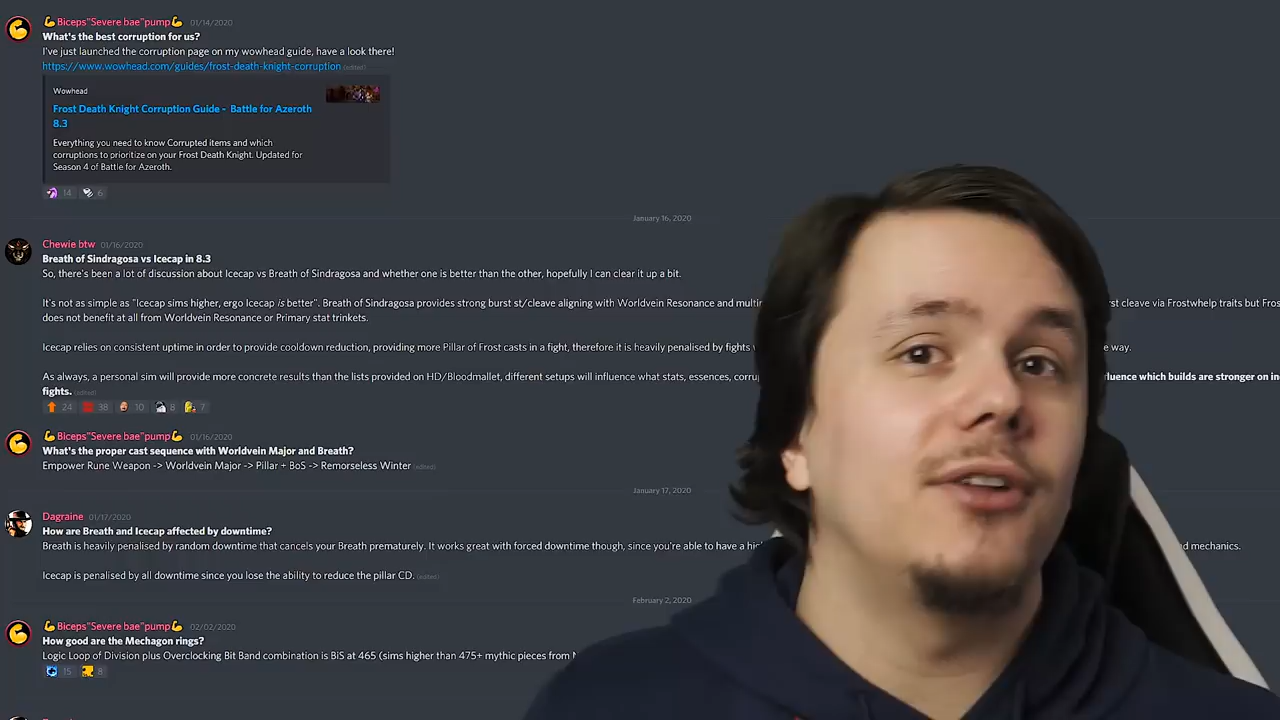 💪Biceps"Severe bae"pump💪 01/14/2020
What's the best corruption for us?
I've just launched the corruption page on my wowhead guide, have a look there!
https://www.wowhead.com/guides/frost-death-knight-corruption (edited)
Wowhead
Frost Death Knight Corruption Guide - Battle for Azeroth
8.3
Everything you need to know Corrupted items and which
corruptions to prioritize on your Frost Death Knight. Updated for
Season 4 of Battle for Azeroth.
14 6
January 16, 2020
Chewie btw 01/16/2020
Breath of Sindragosa vs Icecap in 8.3
So, there's been a lot of discussion about Icecap vs Breath of Sindragosa and whether one is better than the other, hopefully I can clear it up a bit.
It's not as simple as "Icecap sims higher, ergo Icecap is better". Breath of Sindragosa provides strong burst st/cleave aligning with Worldvein Resonance and cleave via Frostwhelp traits but
does not benefit at all from Worldvein Resonance or Primary stat trinkets.
Icecap relies on consistent uptime in order to provide cooldown reduction, providing more Pillar of Frost casts in a fight, therefore it is heavily penalised by fights way.
As always, a personal sim will provide more concrete results than the lists provided on HD/Bloodmallet, different setups will influence what stats, essences, which builds are stronger on
fights. (edited)
24 38 10 8 7
💪Biceps"Severe bae"pump💪 01/16/2020
What's the proper cast sequence with Worldvein Major and Breath?
Empower Rune Weapon -> Worldvein Major -> Pillar + BoS -> Remorseless Winter (edited)
January 17, 2020
Dagraine 01/17/2020
How are Breath and Icecap affected by downtime?
Breath is heavily penalised by random downtime that cancels your Breath prematurely. It works great with forced downtime though, since you're able to have a mechanics.
Icecap is penalised by all downtime since you lose the ability to reduce the pillar CD. (edited)
February 2, 2020
💪Biceps"Severe bae"pump💪 02/02/2020
How good are the Mechagon rings?
Logic Loop of Division plus Overclocking Bit Band combination is BiS at 465 (sims higher than 475+ mythic pieces from
15 8